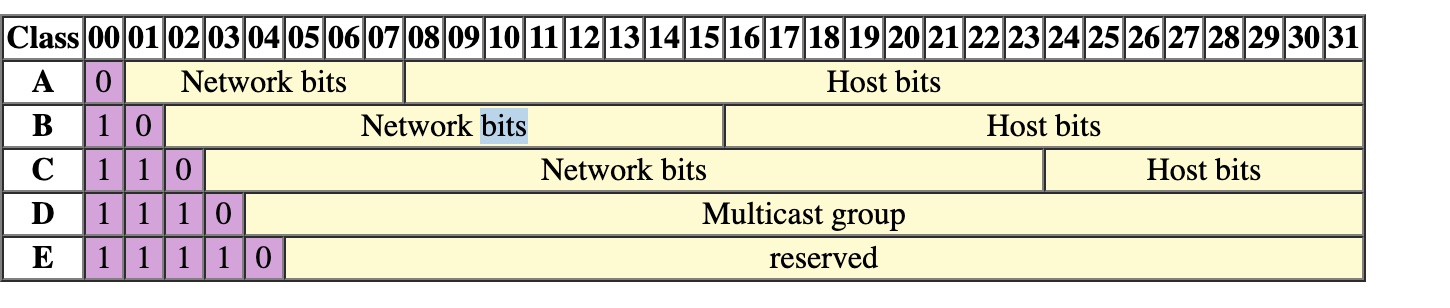 Class 00 01 02 03 04 05 06 07 08 09 10 11 12 13 14 15 16 17 18 19 20 21 22 23 24 25 26 27 28 29 30 31
A 0 Network bits Host bits
B 1 0 Network bits Host bits
C 1 1 0 Network bits Host bits
D 1 1 1 0 Multicast group
E 1 1 1 1 0 reserved